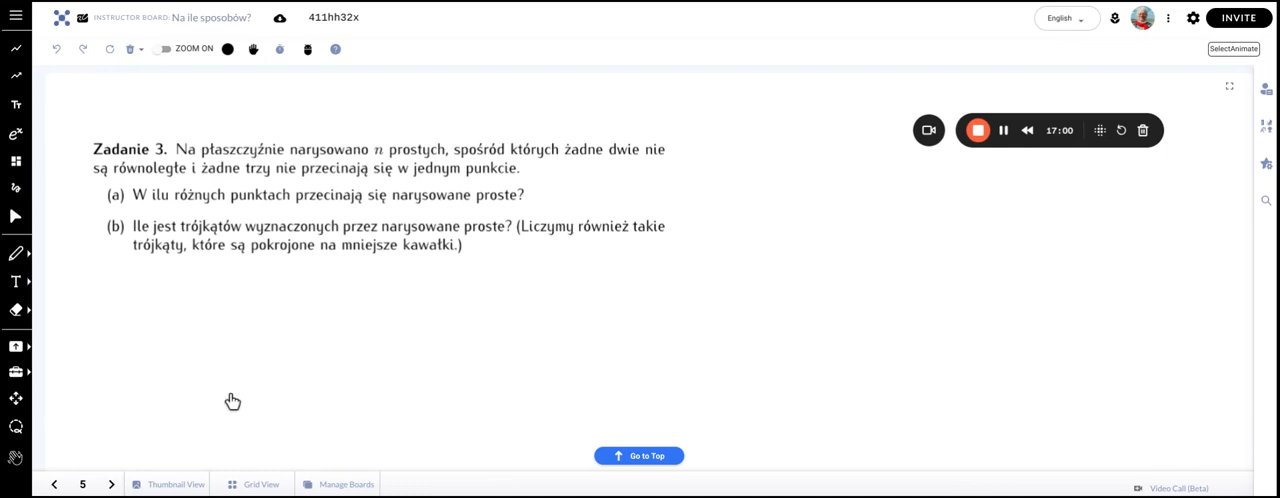 INSTRUCTOR BOARD: Na ile sposobów?
411hh32x
English
INVITE
ZOOM ON
SelectAnimate
17:00
Zadanie 3. Na płaszczyźnie narysowano n prostych, spośród których żadne dwie nie
są równoległe i żadne trzy nie przecinają się w jednym punkcie.
(a) W ilu różnych punktach przecinają się narysowane proste?
(b) Ile jest trójkątów wyznaczonych przez narysowane proste? (Liczymy również takie
trójkąty, które są pokrojone na mniejsze kawałki.)
Go to Top
5
Thumbnail View
Grid View
Manage Boards
Video Call (Beta)